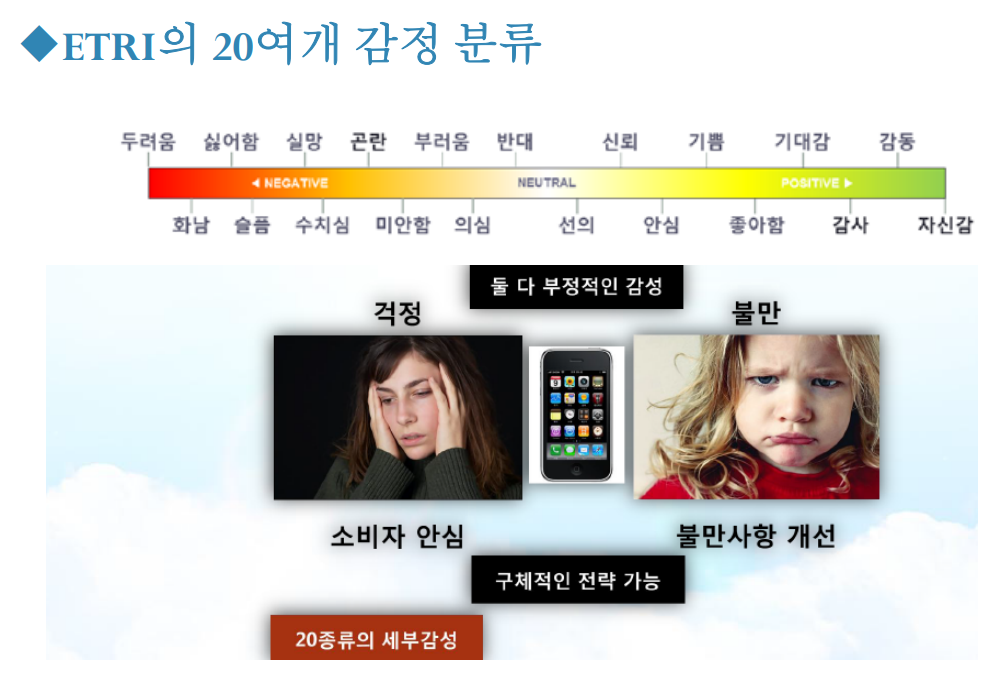 ◆ETRI의 20여개 감정 분류
두려움 싫어함 실망 곤란 부러움 반대 신뢰 기쁨 기대감 감동
◀ NEGATIVE NEUTRAL POSITIVE ▶
화남 슬픔 수치심 미안함 의심 선의 안심 좋아함 감사 자신감
둘 다 부정적인 감성
걱정 불만
소비자 안심 불만사항 개선
구체적인 전략 가능
20종류의 세부감성